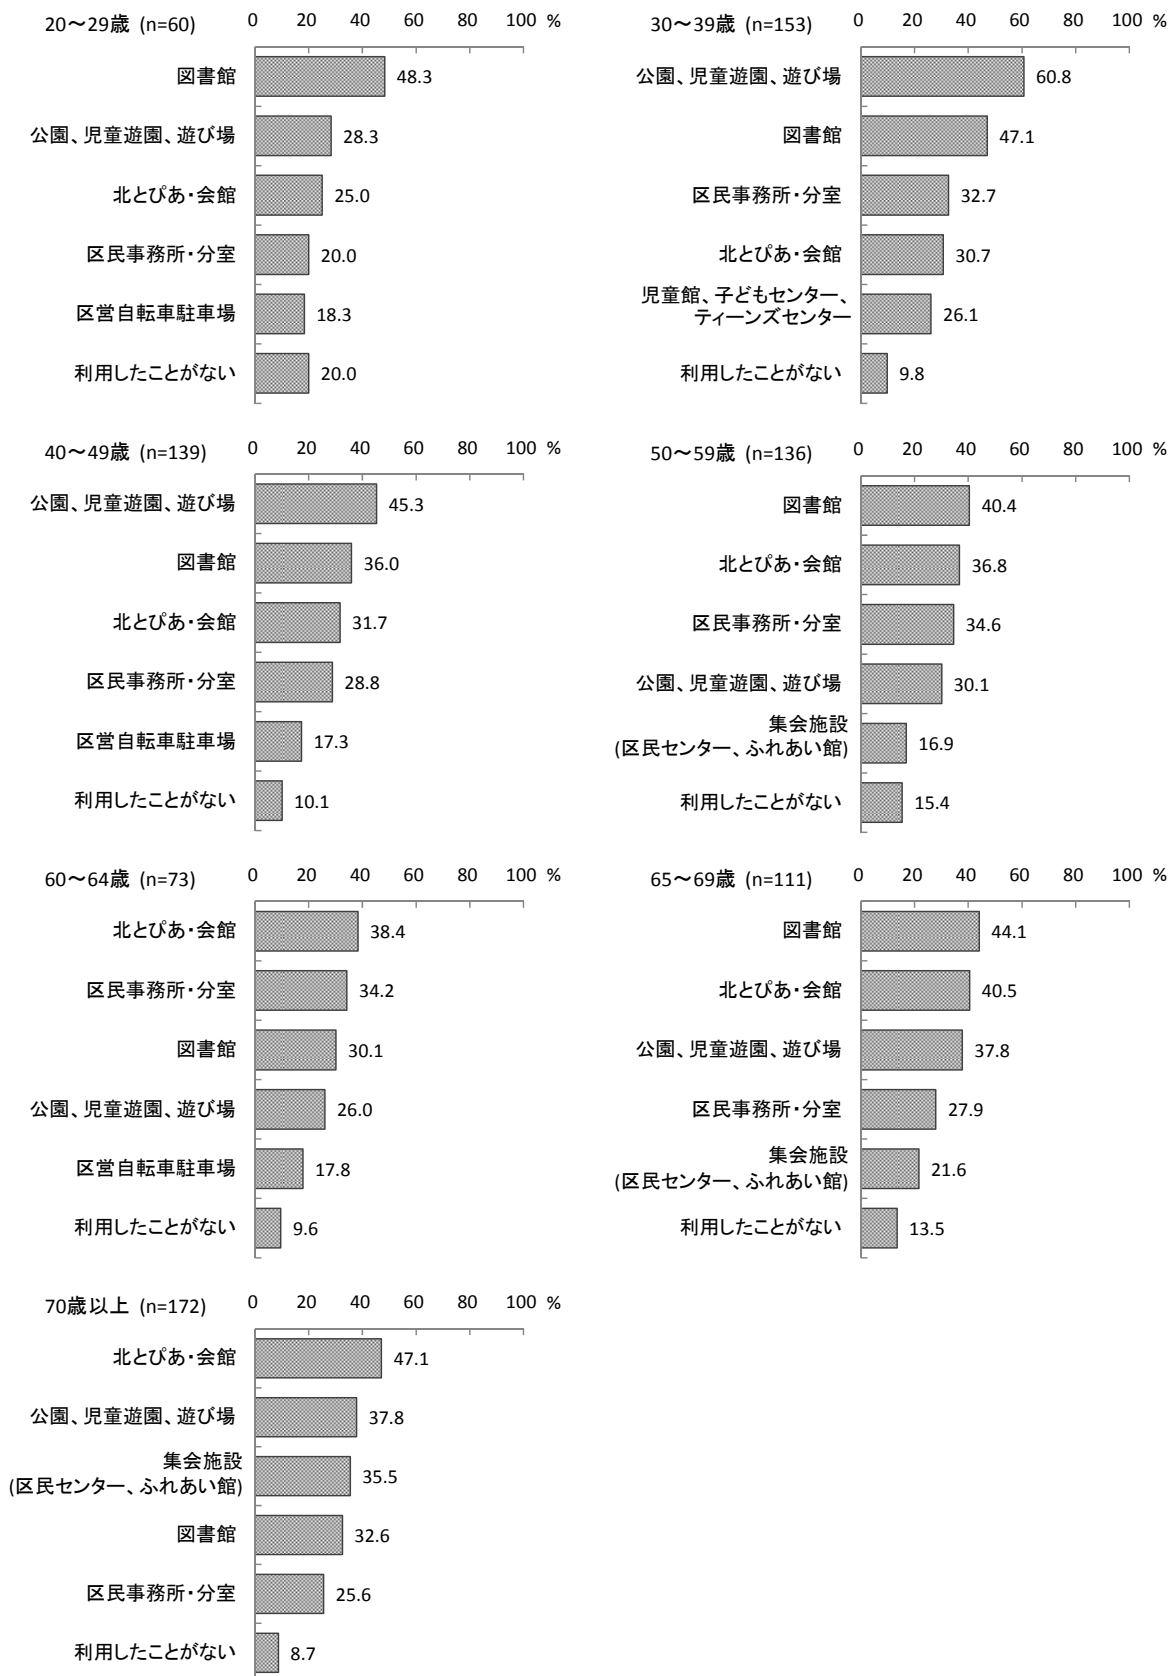 20～29歳 (n=60)
0 20 40 60 80 100 %
図書館 48.3
公園、児童遊園、遊び場 28.3
北とぴあ・会館 25.0
区民事務所・分室 20.0
区営自転車駐車場 18.3
利用したことがない 20.0
30～39歳 (n=153)
0 20 40 60 80 100 %
公園、児童遊園、遊び場 60.8
図書館 47.1
区民事務所・分室 32.7
北とぴあ・会館 30.7
児童館、子どもセンター、
ティーンズセンター 26.1
利用したことがない 9.8
40～49歳 (n=139)
0 20 40 60 80 100 %
公園、児童遊園、遊び場 45.3
図書館 36.0
北とぴあ・会館 31.7
区民事務所・分室 28.8
区営自転車駐車場 17.3
利用したことがない 10.1
50～59歳 (n=136)
0 20 40 60 80 100 %
図書館 40.4
北とぴあ・会館 36.8
区民事務所・分室 34.6
公園、児童遊園、遊び場 30.1
集会施設
(区民センター、ふれあい館) 16.9
利用したことがない 15.4
60～64歳 (n=73)
0 20 40 60 80 100 %
北とぴあ・会館 38.4
区民事務所・分室 34.2
図書館 30.1
公園、児童遊園、遊び場 26.0
区営自転車駐車場 17.8
利用したことがない 9.6
65～69歳 (n=111)
0 20 40 60 80 100 %
図書館 44.1
北とぴあ・会館 40.5
公園、児童遊園、遊び場 37.8
区民事務所・分室 27.9
集会施設
(区民センター、ふれあい館) 21.6
利用したことがない 13.5
70歳以上 (n=172)
0 20 40 60 80 100 %
北とぴあ・会館 47.1
公園、児童遊園、遊び場 37.8
集会施設
(区民センター、ふれあい館) 35.5
図書館 32.6
区民事務所・分室 25.6
利用したことがない 8.7